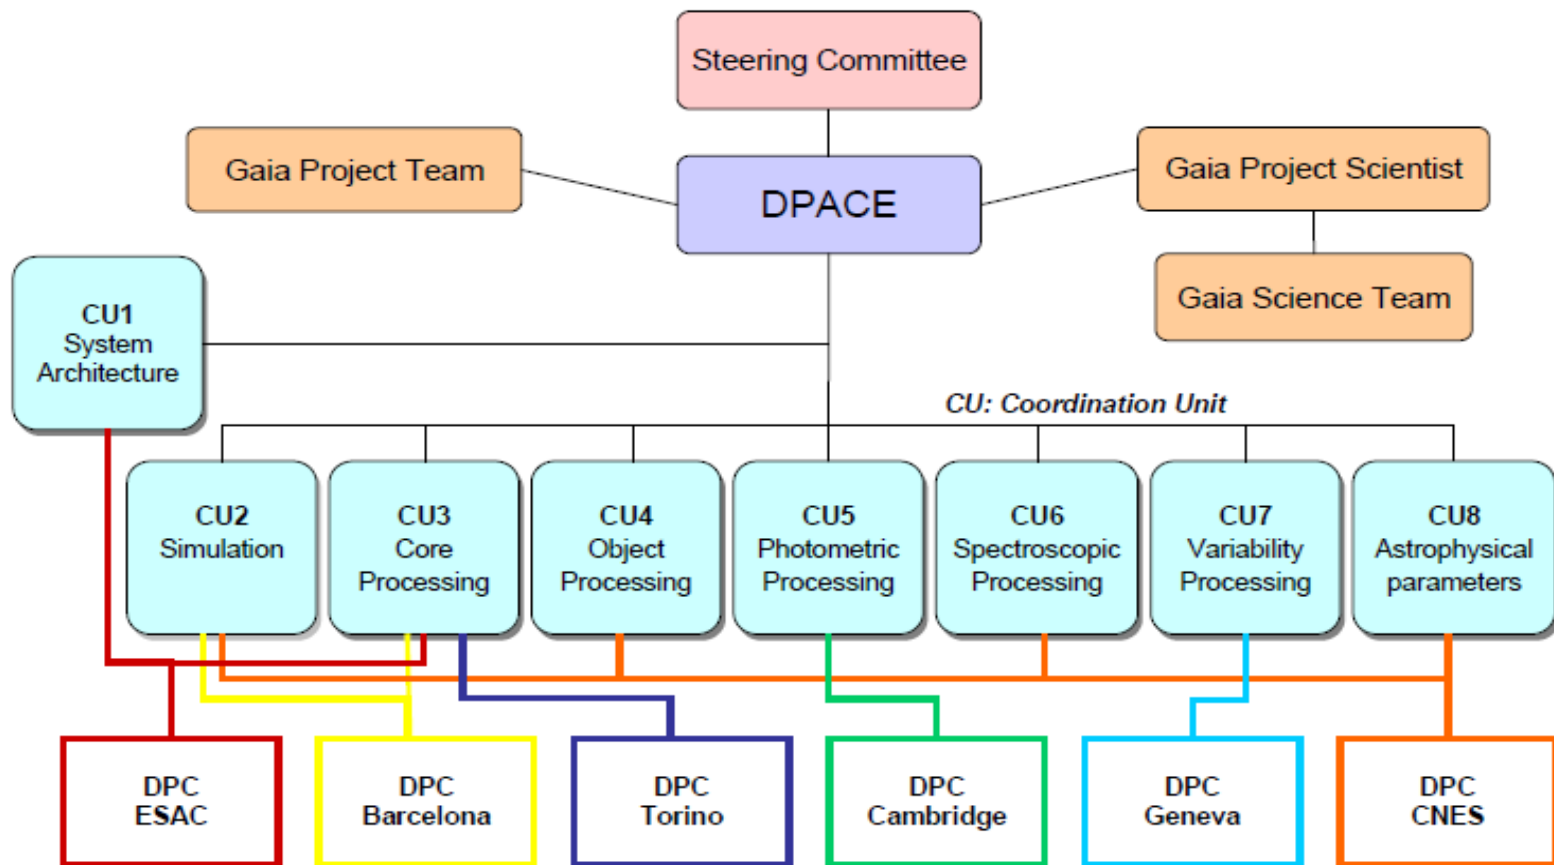 Steering Committee
Gaia Project Team
DPACE
Gaia Project Scientist
Gaia Science Team
CU1
System
Architecture
CU: Coordination Unit
CU2
Simulation
CU3
Core
Processing
CU4
Object
Processing
CU5
Photometric
Processing
CU6
Spectroscopic
Processing
CU7
Variability
Processing
CU8
Astrophysical
parameters
DPC
ESAC
DPC
Barcelona
DPC
Torino
DPC
Cambridge
DPC
Geneva
DPC
CNES